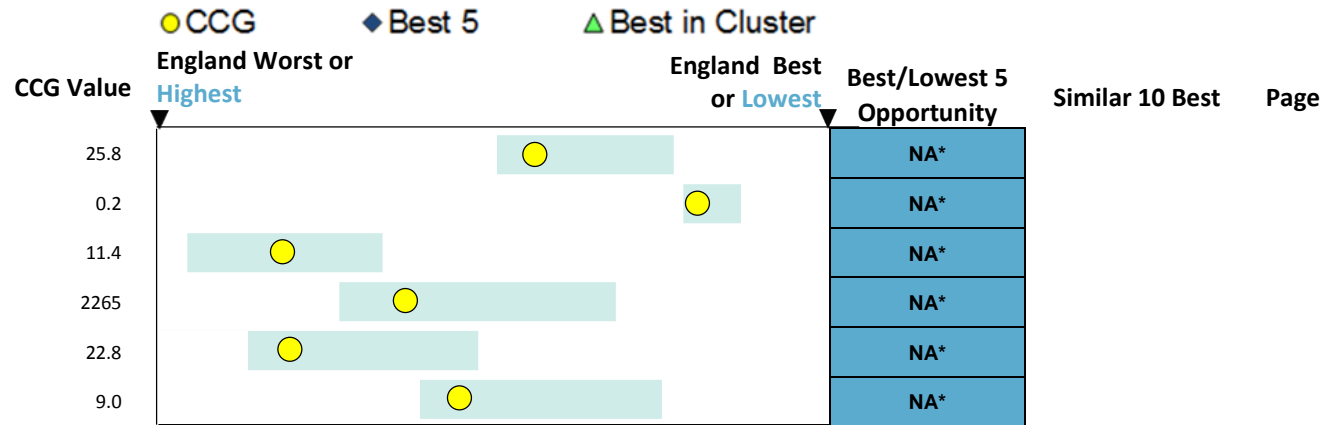 CCG Best 5 Best in Cluster
CCG Value
England Worst or
Highest
England Best
or Lowest
Best/Lowest 5
Opportunity
Similar 10 Best
Page
25.8 NA*
0.2 NA*
11.4 NA*
2265 NA*
22.8 NA*
9.0 NA*